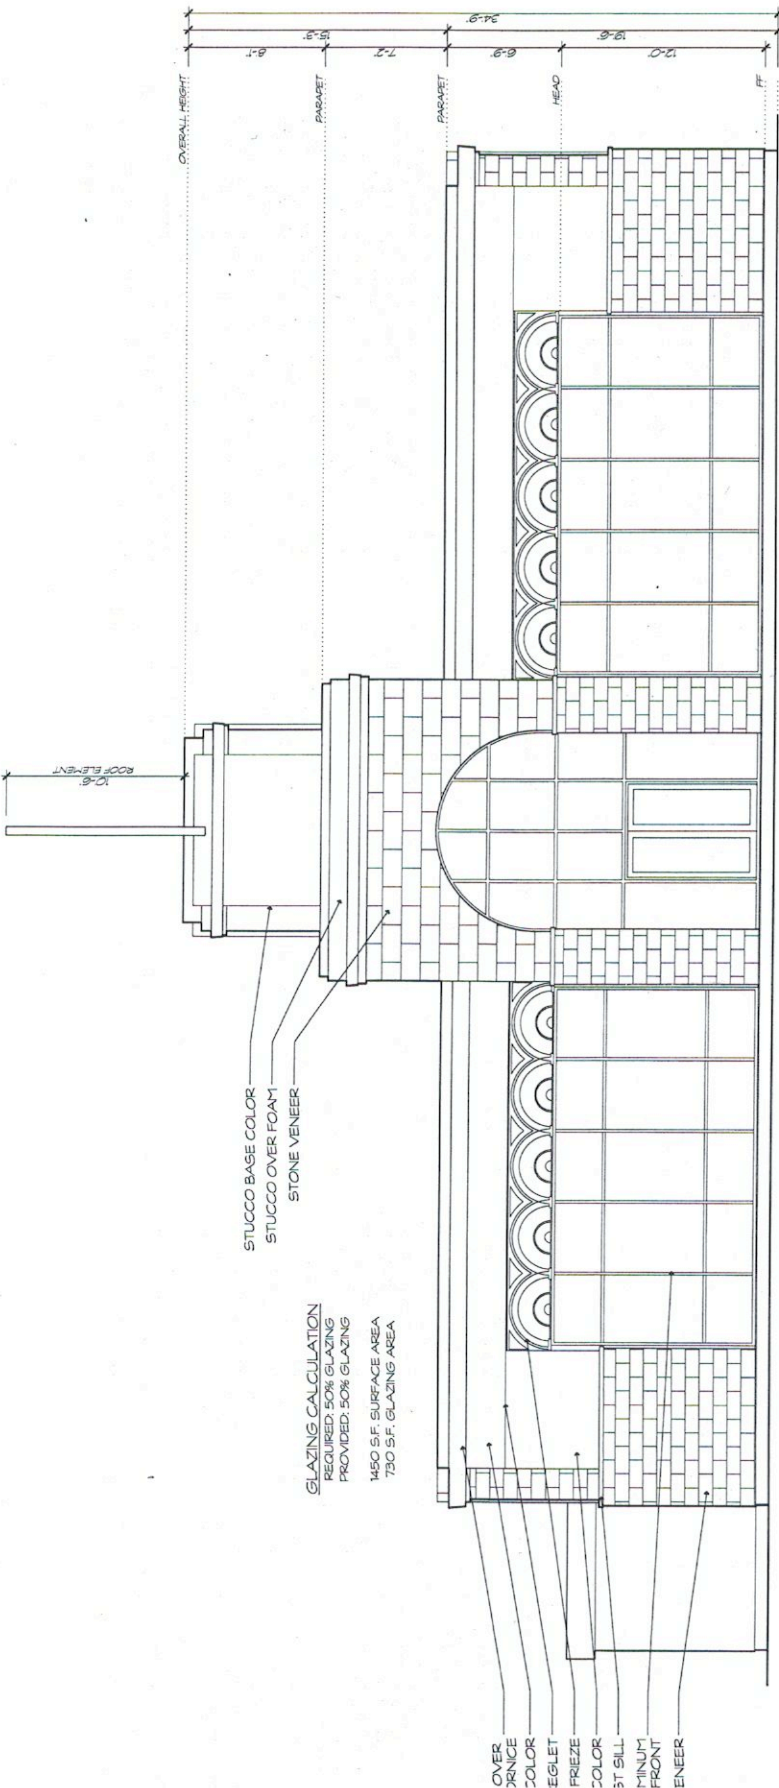 STUCCO BASE COLOR
STUCCO OVER FOAM
STONE VENEER
GLAZING CALCULATION
REQUIRED: 50% GLAZING
PROVIDED: 50% GLAZING
1450 S.F. SURFACE AREA
730 S.F. GLAZING AREA
OVER
ORNICE
COLOR
EGLET
FRIEZE
COLOR
ST SILL
MINUM
FRONT
ENEER
10'-6"
ROOF ELEMENT
OVERALL HEIGHT
PARAPET
PARAPET
HEAD
FF
8'-1"
7'-2"
6'-9"
12'-0"
15'-3"
19'-6"
34'-9"